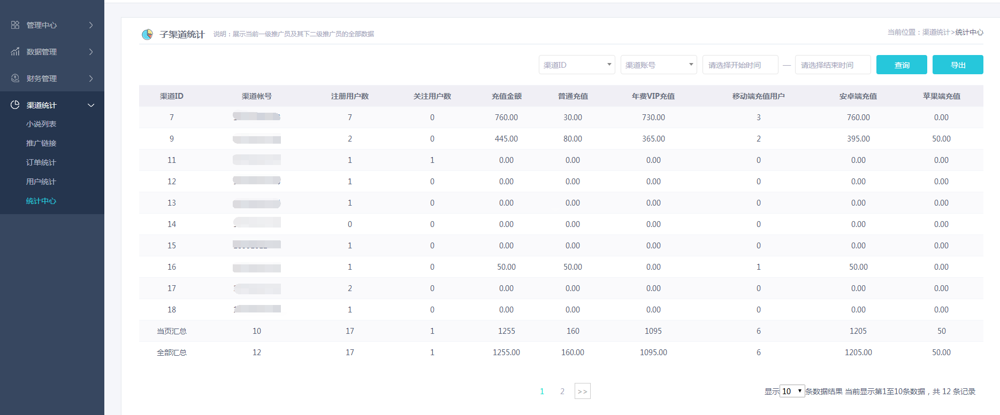 管理中心
数据管理
财务管理
渠道统计
小说列表
推广链接
订单统计
用户统计
统计中心
子渠道统计 说明：展示当前一级推广员及其下二级推广员的全部数据
当前位置：渠道统计>统计中心
渠道ID 渠道账号 请选择开始时间 — 请选择结束时间 查询 导出
渠道ID 渠道帐号 注册用户数 关注用户数 充值金额 普通充值 年费VIP充值 移动端充值用户 安卓端充值 苹果端充值
7 7 0 760.00 30.00 730.00 3 760.00 0.00
9 2 0 445.00 80.00 365.00 2 395.00 50.00
11 1 1 0.00 0.00 0.00 0 0.00 0.00
12 1 0 0.00 0.00 0.00 0 0.00 0.00
13 1 0 0.00 0.00 0.00 0 0.00 0.00
14 0 0 0.00 0.00 0.00 0 0.00 0.00
15 1 0 0.00 0.00 0.00 0 0.00 0.00
16 1 0 50.00 50.00 0.00 1 50.00 0.00
17 2 0 0.00 0.00 0.00 0 0.00 0.00
18 1 0 0.00 0.00 0.00 0 0.00 0.00
当页汇总 10 17 1 1255 160 1095 6 1205 50
全部汇总 12 17 1 1255.00 160.00 1095.00 6 1205.00 50.00
1 2 >>
显示 10 条数据结果 当前显示第1至10条数据，共 12 条记录